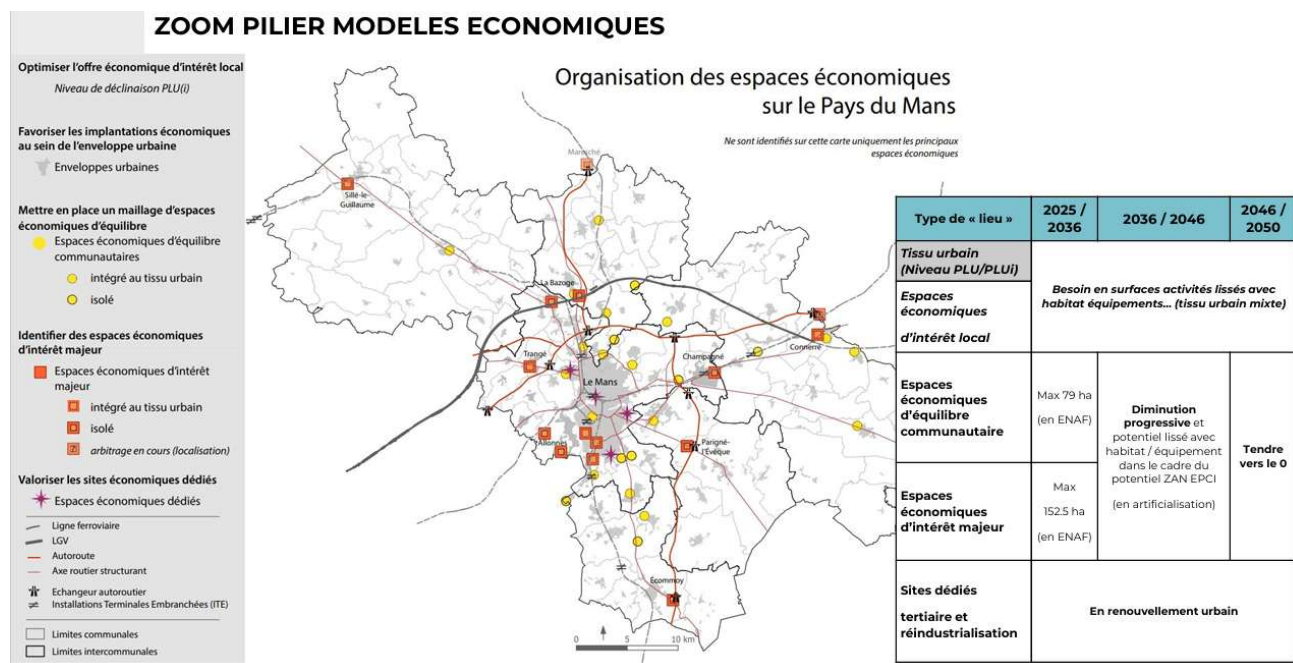 ZOOM PILIER MODELES ECONOMIQUES
Optimiser l'offre économique d'intérêt local
Niveau de déclinaison PLU(i)
Favoriser les implantations économiques
au sein de l'enveloppe urbaine
Enveloppes urbaines
Mettre en place un maillage d'espaces
économiques d'équilibre
Espaces économiques d'équilibre
communautaires
intégré au tissu urbain
isolé
Identifier des espaces économiques
d'intérêt majeur
Espaces économiques d'intérêt
majeur
intégré au tissu urbain
isolé
arbitrage en cours (localisation)
Valoriser les sites économiques dédiés
Espaces économiques dédiés
Ligne ferroviaire
LGV
Autoroute
Axe routier structurant
Echangeur autoroutier
Installations Terminales Embranchées (ITE)
Limites communales
Limites intercommunales
Organisation des espaces économiques
sur le Pays du Mans
Ne sont identifiés sur cette carte uniquement les principaux
espaces économiques
Maresché
Sillé-le
Guillaume
La Bazoge
Trangé
Champagné
Connerré
Le Mans
Allonnes
Parigné
l'Évêque
Écommoy
0 5 10 km
Type de « lieu »
2025 /
2036
2036 / 2046
2046 /
2050
Tissu urbain
(Niveau PLU/PLUi)
Espaces
économiques
d'intérêt local
Besoin en surfaces activités lissés avec
habitat équipements... (tissu urbain mixte)
Espaces
économiques
d'équilibre
communautaire
Max 79 ha
(en ENAF)
Diminution
progressive et
potentiel lissé avec
habitat / équipement
dans le cadre du
potentiel ZAN EPCI
(en artificialisation)
Tendre
vers le 0
Espaces
économiques
d'intérêt majeur
Max
152.5 ha
(en ENAF)
Sites dédiés
tertiaire et
réindustrialisation
En renouvellement urbain